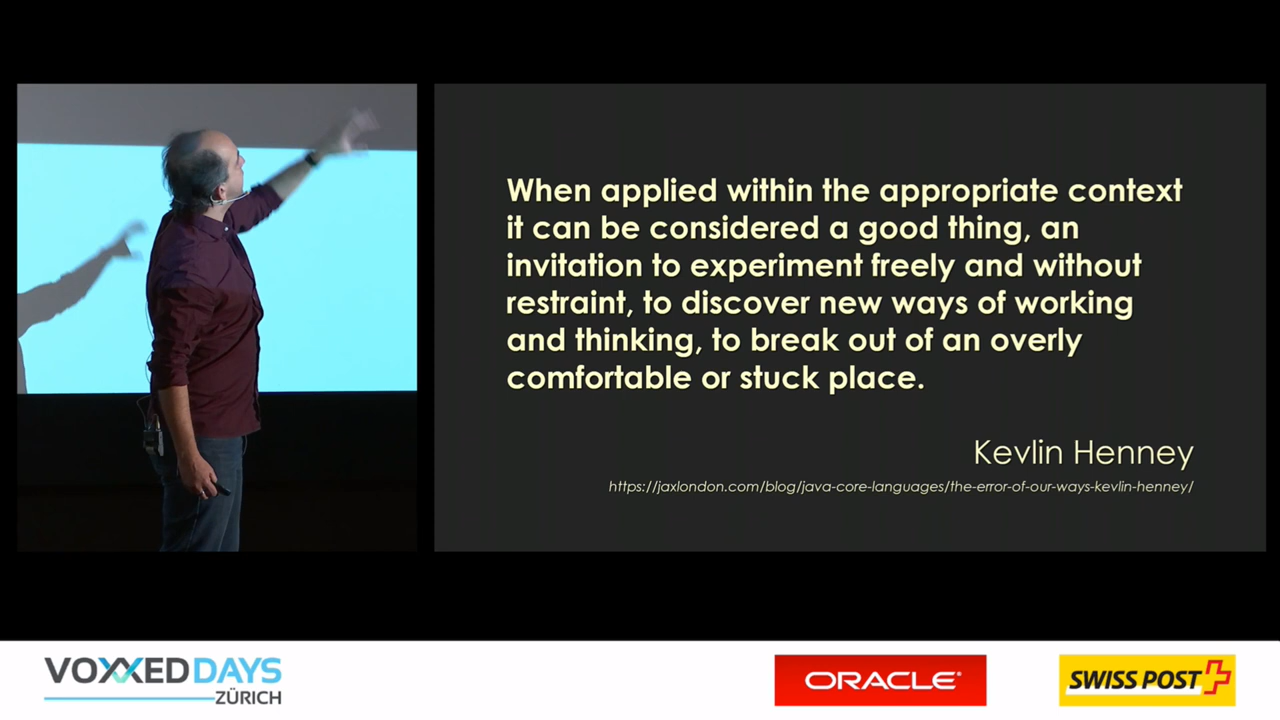 When applied within the appropriate context
it can be considered a good thing, an
invitation to experiment freely and without
restraint, to discover new ways of working
and thinking, to break out of an overly
comfortable or stuck place.
Kevlin Henney
https://jaxlondon.com/blog/java-core-languages/the-error-of-our-ways-kevlin-henney/
VOXXED DAYS
ZÜRICH
ORACLE®
SWISS POST